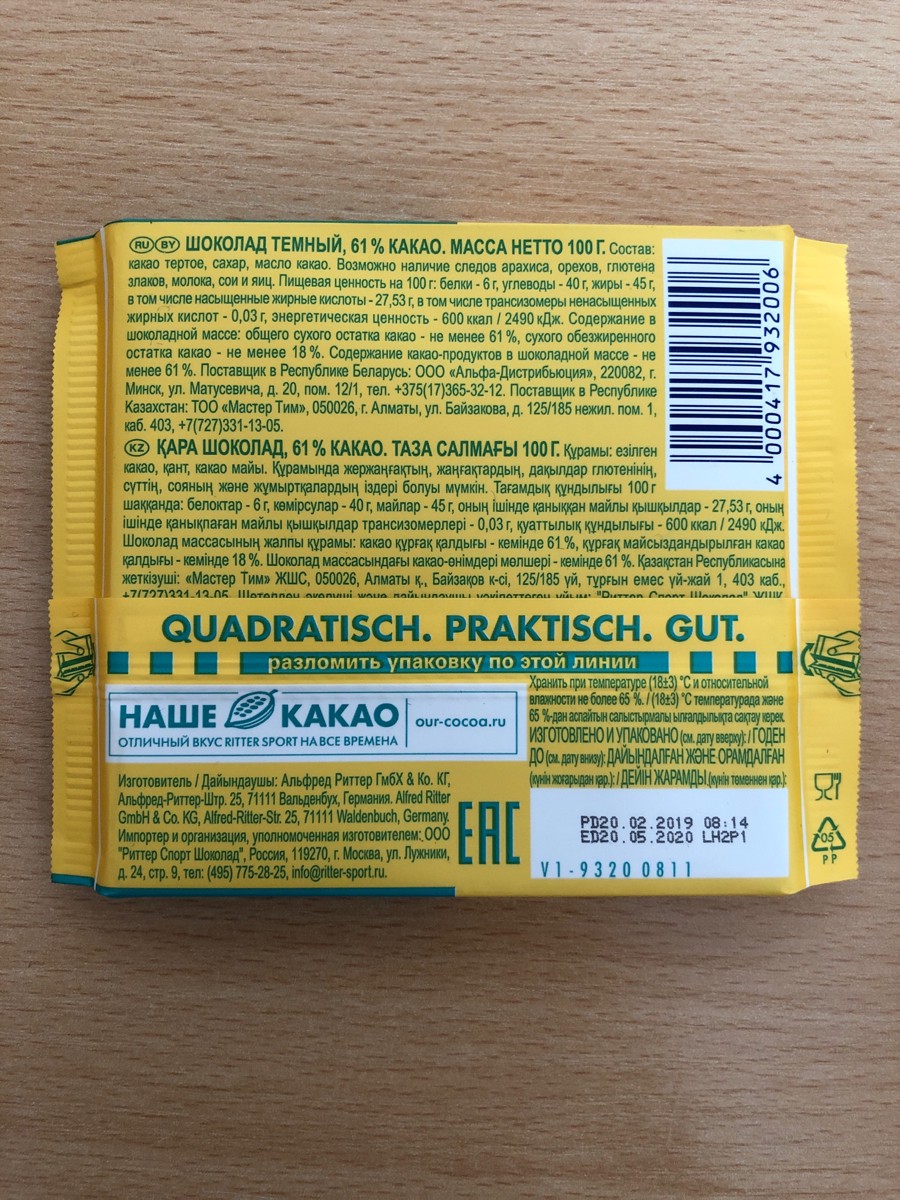 RU BY ШОКОЛАД ТЕМНЫЙ, 61 % КАКАО. МАССА НЕТТО 100 Г. Состав:
какао тертое, сахар, масло какао. Возможно наличие следов арахиса, орехов, глютена
злаков, молока, сои и яиц. Пищевая ценность на 100 г: белки - 6 г, углеводы - 40 г, жиры - 45 г,
в том числе насыщенные жирные кислоты - 27,53 г, в том числе трансизомеры ненасыщенных
жирных кислот - 0,03 г, энергетическая ценность - 600 ккал / 2490 кДж. Содержание в
шоколадной массе: общего сухого остатка какао - не менее 61 %, сухого обезжиренного
остатка какао - не менее 18 %. Содержание какао-продуктов в шоколадной массе - не
менее 61 %. Поставщик в Республике Беларусь: ООО «Альфа-Дистрибьюция», 220082, г.
Минск, ул. Матусевича, д. 20, пом. 12/1, тел. +375(17)365-32-12. Поставщик в Республике
Казахстан: ТОО «Мастер Тим», 050026, г. Алматы, ул. Байзакова, д. 125/185 нежил. пом. 1,
каб. 403, +7(727)331-13-05.
KZ ҚАРА ШОКОЛАД, 61 % КАКАО. ТАЗА САЛМАҒЫ 100 Г. Құрамы: езілген
какао, қант, какао майы. Құрамында жержаңғақтың, жаңғақтардың, дақылдар глютенінің,
сүттің, сояның және жұмыртқалардың іздері болуы мүмкін. Тағамдық құндылығы 100 г
шаққанда: белоктар - 6 г, көмірсулар - 40 г, майлар - 45 г, оның ішінде қаныққан майлы қышқылдар - 27,53 г, оның
ішінде қанықпаған майлы қышқылдар трансизомерлері - 0,03 г, қуаттылық құндылығы - 600 ккал / 2490 кДж.
Шоколад массасының жалпы құрамы: какао құрғақ қалдығы - кемінде 61 %, құрғақ майсыздандырылған какао
қалдығы - кемінде 18 %. Шоколад массасындағы какао-өнімдері мөлшері - кемінде 61 %. Қазақстан Республикасына
жеткізуші: «Мастер Тим» ЖШС, 050026, Алматы қ., Байзақов к-сі, 125/185 үй, тұрғын емес үй-жай 1, 403 каб.,
+7(727)331-13-05. Шетелден әкелуші және дайындаушы уәкілеттеген ұйым: "Риттер Спорт Шоколад" ЖШҚ
4 000417 932006
QUADRATISCH. PRAKTISCH. GUT.
разломить упаковку по этой линии
НАШЕ КАКАО
our-cocoa.ru
ОТЛИЧНЫЙ ВКУС RITTER SPORT НА ВСЕ ВРЕМЕНА
Изготовитель / Дайындаушы: Альфред Риттер ГмбХ & Ko. КГ,
Альфред-Риттер-Штр. 25, 71111 Вальденбух, Германия. Alfred Ritter
GmbH & Co. KG, Alfred-Ritter-Str. 25, 71111 Waldenbuch, Germany.
Импортер и организация, уполномоченная изготовителем: ООО
"Риттер Спорт Шоколад", Россия, 119270, г. Москва, ул. Лужники,
д. 24, стр. 9, тел: (495) 775-28-25, info@ritter-sport.ru.
EAC
Хранить при температуре (18±3) °С и относительной
влажности не более 65 %. / (18±3) °С температурада және
65 %-дан аспайтын салыстырмалы ылғалдылықта сақтау керек.
ИЗГОТОВЛЕНО И УПАКОВАНО (см. дату вверху): / ГОДЕН
ДО (см. дату внизу): ДАЙЫНДАЛҒАН ЖӘНЕ ОРАМДАЛҒАН
(күнін жоғарыдан қар.): / ДЕЙІН ЖАРАМДЫ (күнін төменнен қар.):
PD20.02.2019 08:14
ED20.05.2020 LH2P1
V1-9320 0811
05
PP